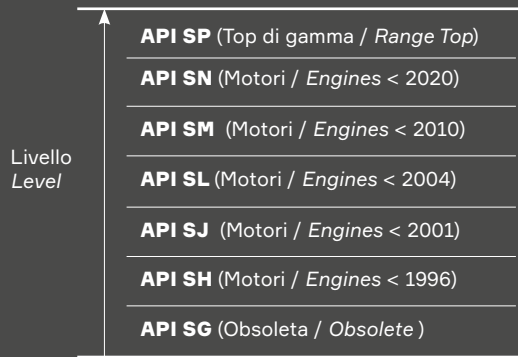 API SP (Top di gamma / Range Top)
API SN (Motori / Engines < 2020)
API SM (Motori / Engines < 2010)
Livello
Level
API SL (Motori / Engines < 2004)
API SJ (Motori / Engines < 2001)
API SH (Motori / Engines < 1996)
API SG (Obsoleta / Obsolete )